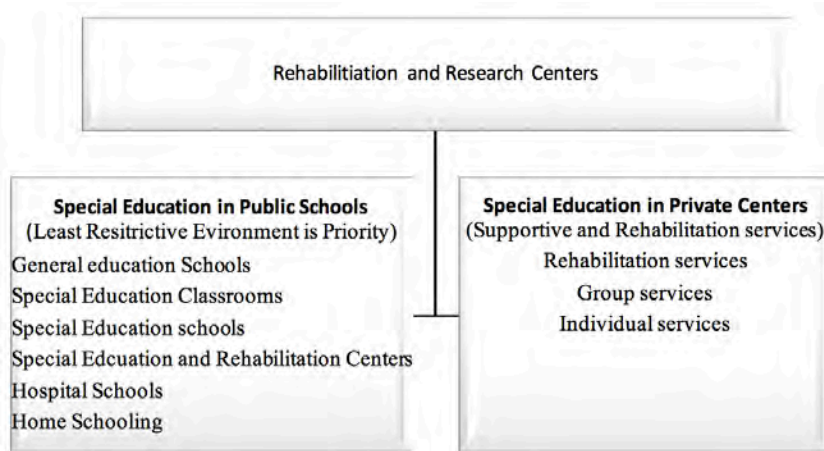 Rehabilitiation and Research Centers
Special Education in Public Schools
(Least Resitrictive Evironment is Priority)
General education Schools
Special Education Classrooms
Special Education schools
Special Edcuation and Rehabilitation Centers
Hospital Schools
Home Schooling
Special Education in Private Centers
(Supportive and Rehabilitation services)
Rehabilitation services
Group services
Individual services